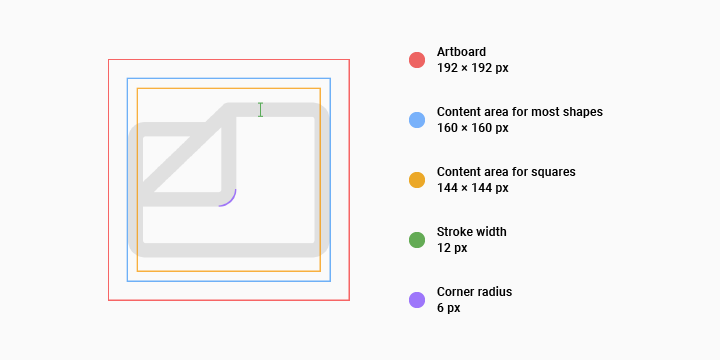 Artboard
192 × 192 px
Content area for most shapes
160 × 160 px
Content area for squares
144 × 144 px
Stroke width
12 px
Corner radius
6 px